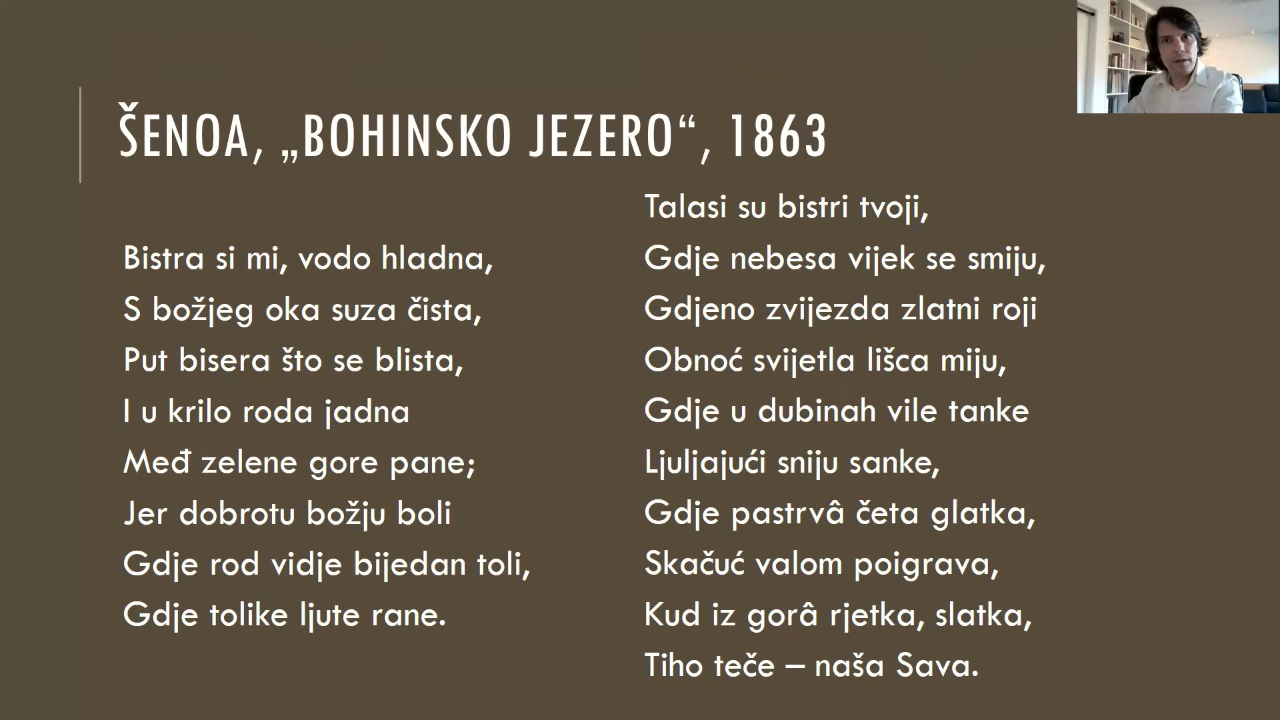 ŠENOA, „BOHINSKO JEZERO“, 1863
Bistra si mi, vodo hladna,
S božjeg oka suza čista,
Put bisera što se blista,
I u krilo roda jadna
Međ zelene gore pane;
Jer dobrotu božju boli
Gdje rod vidje bijedan toli,
Gdje tolike ljute rane.
Talasi su bistri tvoji,
Gdje nebesa vijek se smiju,
Gdjeno zvijezda zlatni roji
Obnoć svijetla lišca miju,
Gdje u dubinah vile tanke
Ljuljajući sniju sanke,
Gdje pastrvâ četa glatka,
Skačuć valom poigrava,
Kud iz gorâ rjetka, slatka,
Tiho teče – naša Sava.